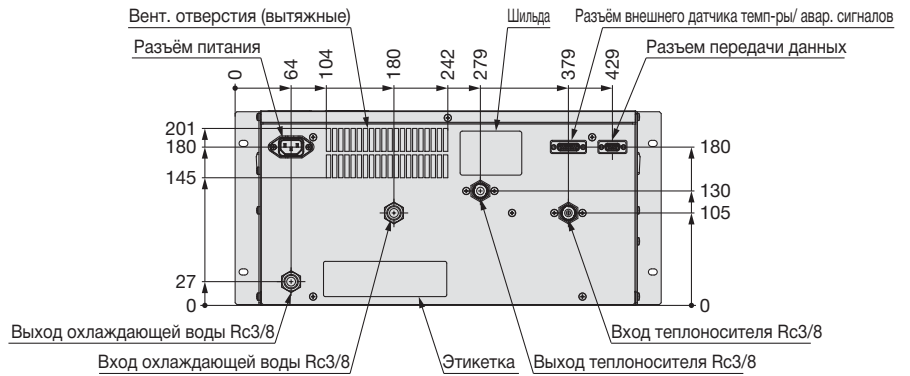 Вент. отверстия (вытяжные)
Шильда
Разъём внешнего датчика темп-ры/ авар. сигналов
Разъём питания
Разъем передачи данных
0
64
104
180
242
279
379
429
201
180
145
27
0
180
130
105
0
Выход охлаждающей воды Rc3/8
Вход теплоносителя Rc3/8
Вход охлаждающей воды Rc3/8
Этикетка
Выход теплоносителя Rc3/8